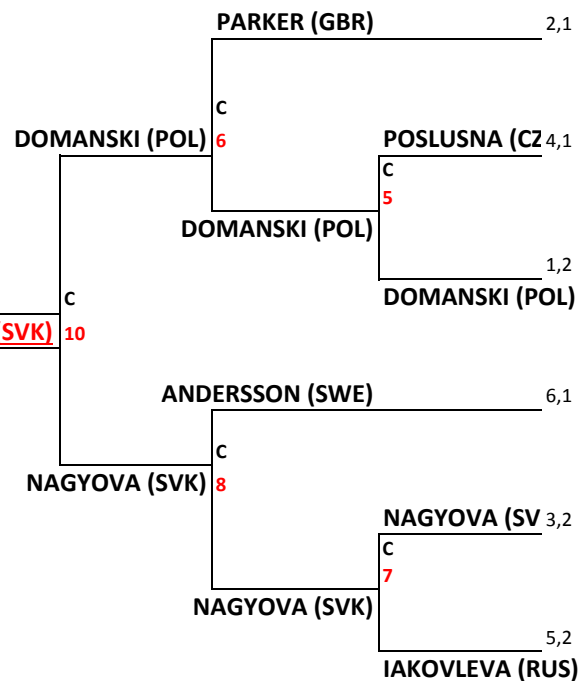 PARKER (GBR) 2,1
C
DOMANSKI (POL) 6 POSLUSNA (CZ 4,1
C
5
DOMANSKI (POL)
1,2
DOMANSKI (POL)
C
(SVK) 10
ANDERSSON (SWE) 6,1
C
NAGYOVA (SVK) 8
NAGYOVA (SV 3,2
C
7
NAGYOVA (SVK)
5,2
IAKOVLEVA (RUS)